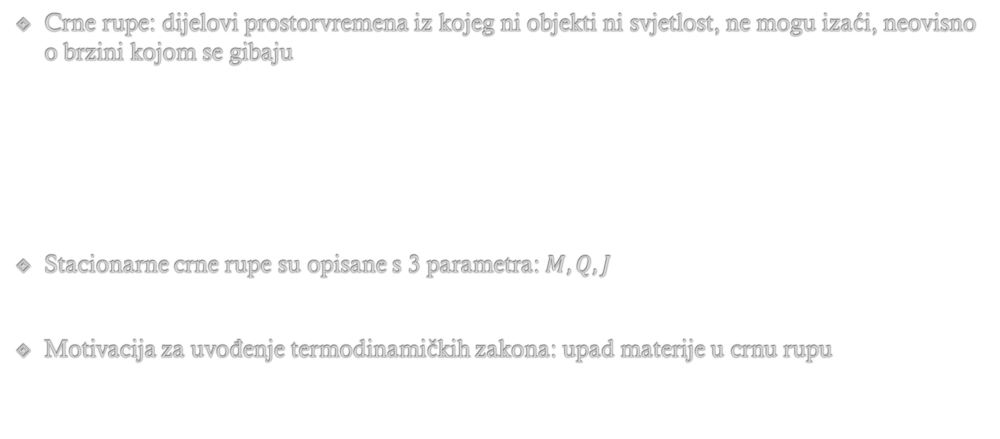 Crne rupe: dijelovi prostorvremena iz kojeg ni objekti ni svjetlost, ne mogu izaći, neovisno
o brzini kojom se gibaju
Stacionarne crne rupe su opisane s 3 parametra: M, Q, J
Motivacija za uvođenje termodinamičkih zakona: upad materije u crnu rupu